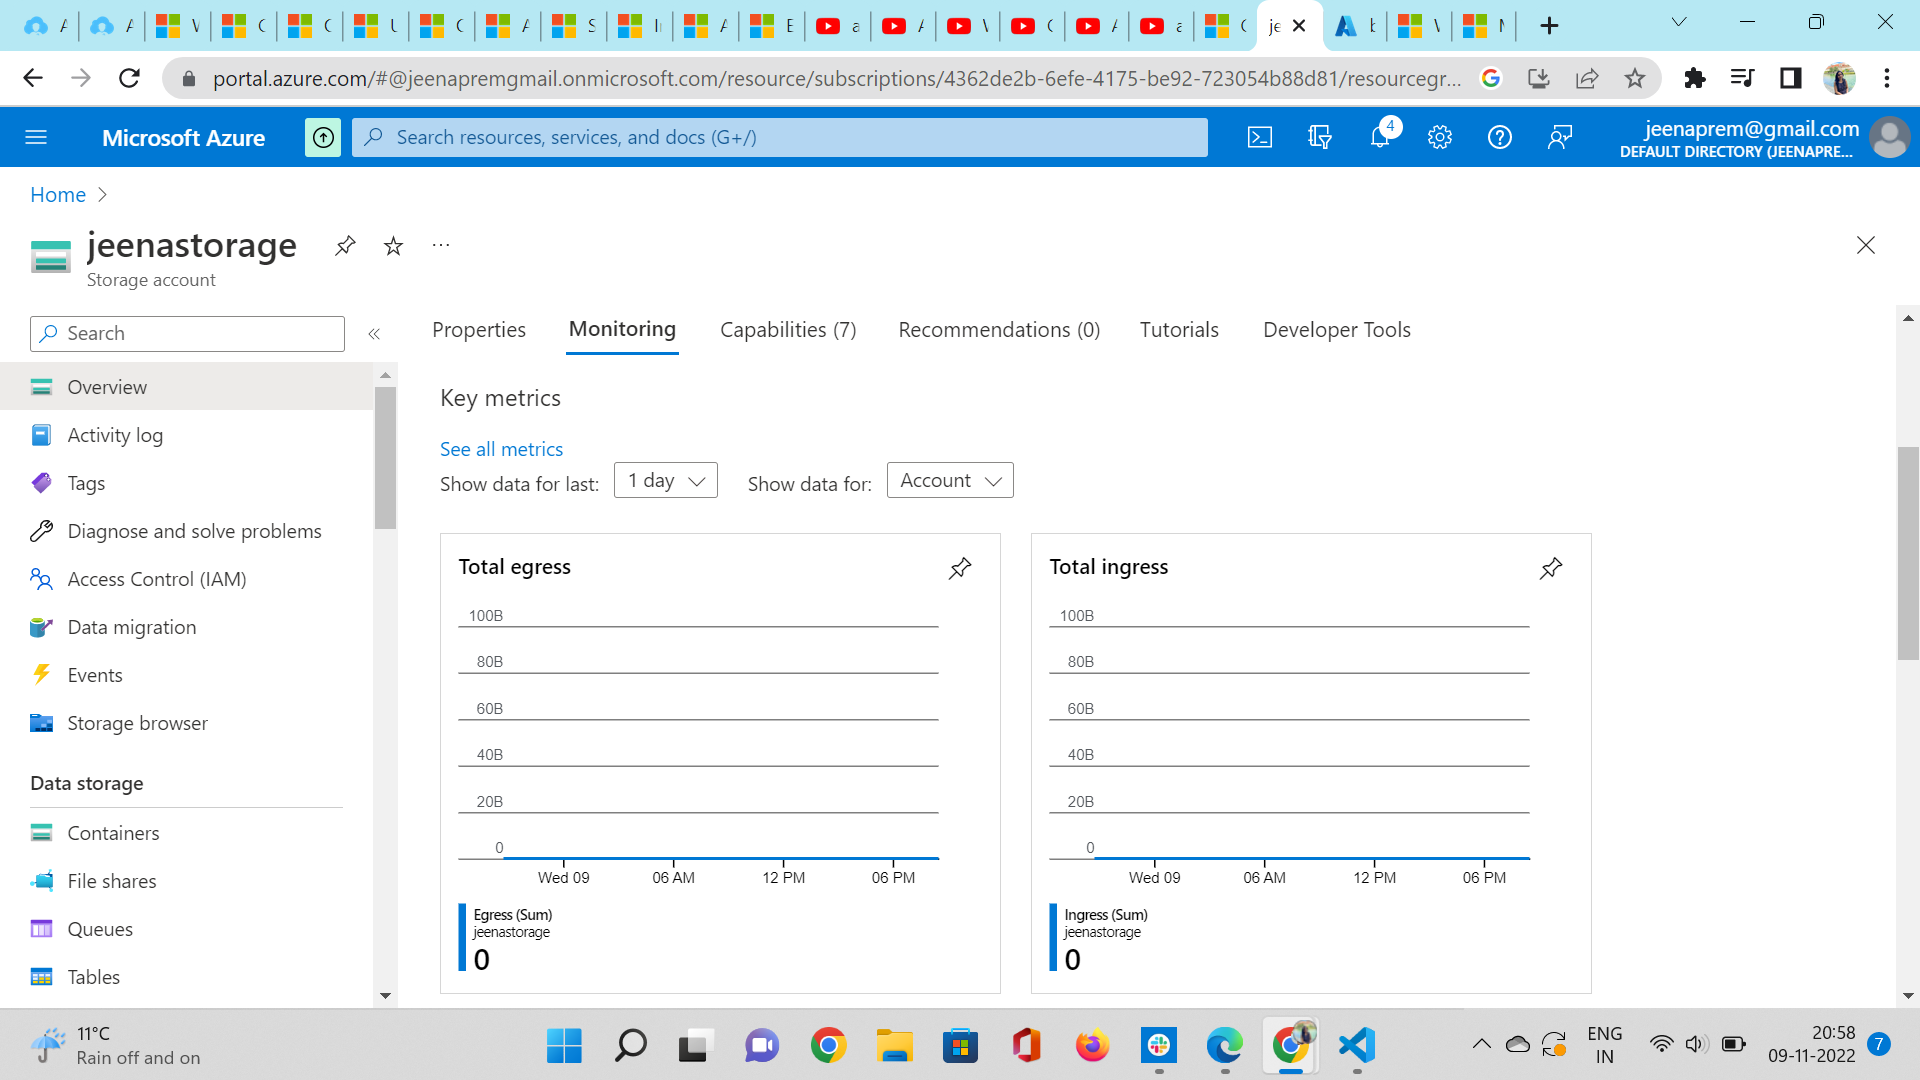 A
A
V
C
C
U
C
A
S
A
E
a
A
C
A
a
C
je
b
portal.azure.com/#@jeenapremgmail.onmicrosoft.com/resource/subscriptions/4362de2b-6efe-4175-be92-723054b88d81/resourcegr...
Microsoft Azure
Search resources, services, and docs (G+/)
4
jeenaprem@gmail.com
DEFAULT DIRECTORY (JEENAPRE...
Home
jeenastorage
...
Storage account
Search
Properties
Monitoring
Capabilities (7)
Recommendations (0)
Tutorials
Developer Tools
Overview
Activity log
Tags
Diagnose and solve problems
Access Control (IAM)
Data migration
Events
Storage browser
Data storage
Containers
File shares
Queues
Tables
Key metrics
See all metrics
Show data for last:
1 day
Show data for:
Account
Total egress
100B
80B
60B
40B
20B
0
Wed 09
06 AM
12 PM
06 PM
Egress (Sum)
jeenastorage
0
Total ingress
100B
80B
60B
40B
20B
0
Wed 09
06 AM
12 PM
06 PM
Ingress (Sum)
jeenastorage
0
11°C
Rain off and on
ENG
IN
20:58
09-11-2022
7